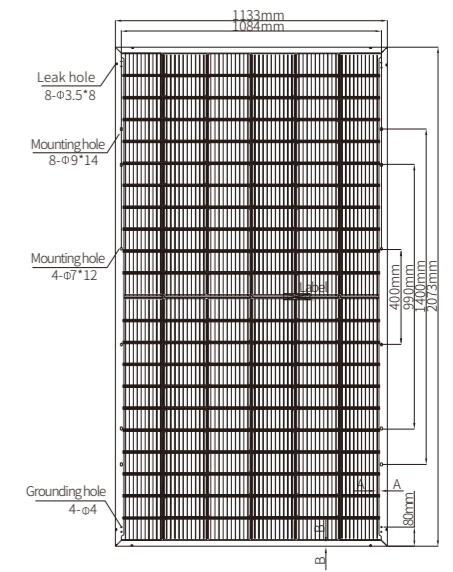 1133mm
1084mm
Leak hole
8-Φ3.5*8
Mounting hole
8-Φ9*14
Mounting hole
4-Φ7*12
Label
400mm
990mm
1400mm
2073mm
Grounding hole
4-Φ4
A
A
80mm
B
B